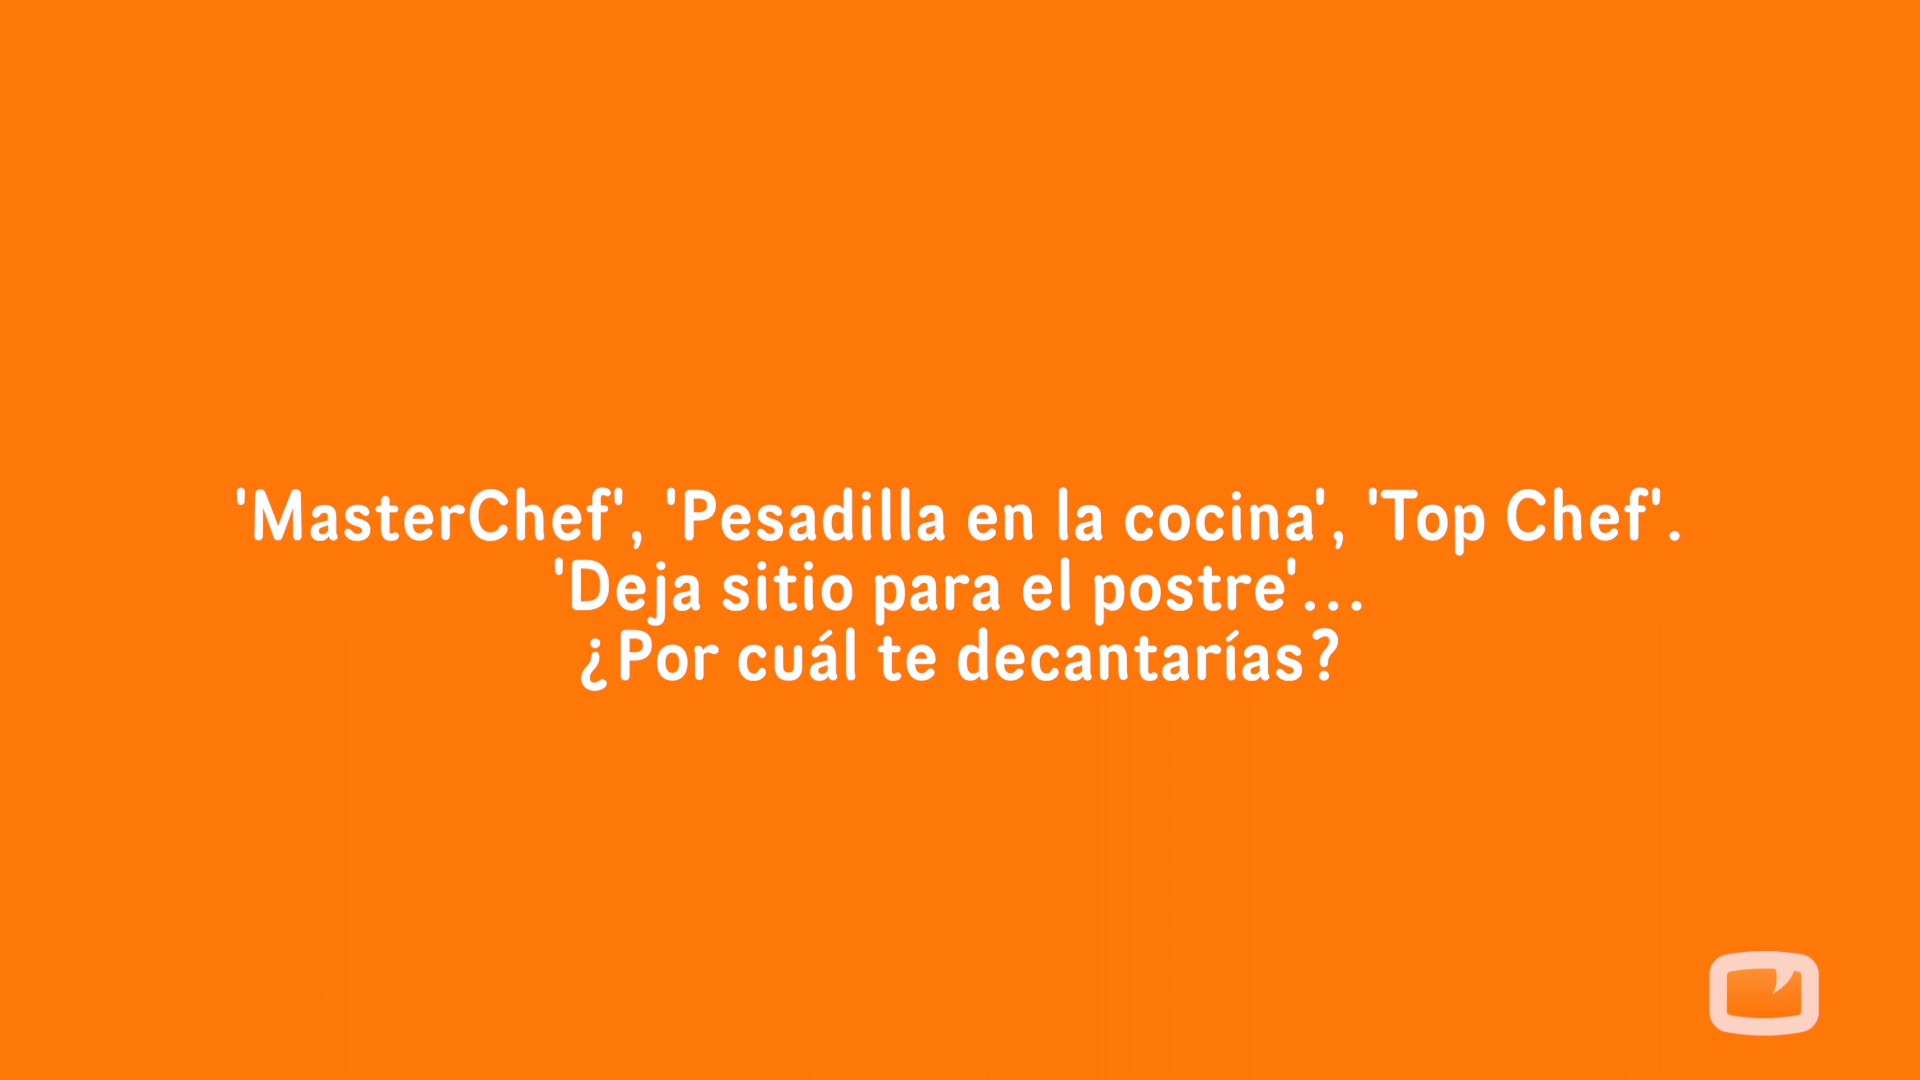 'MasterChef', 'Pesadilla en la cocina', 'Top Chef'.
'Deja sitio para el postre'...
¿Por cuál te decantarías?